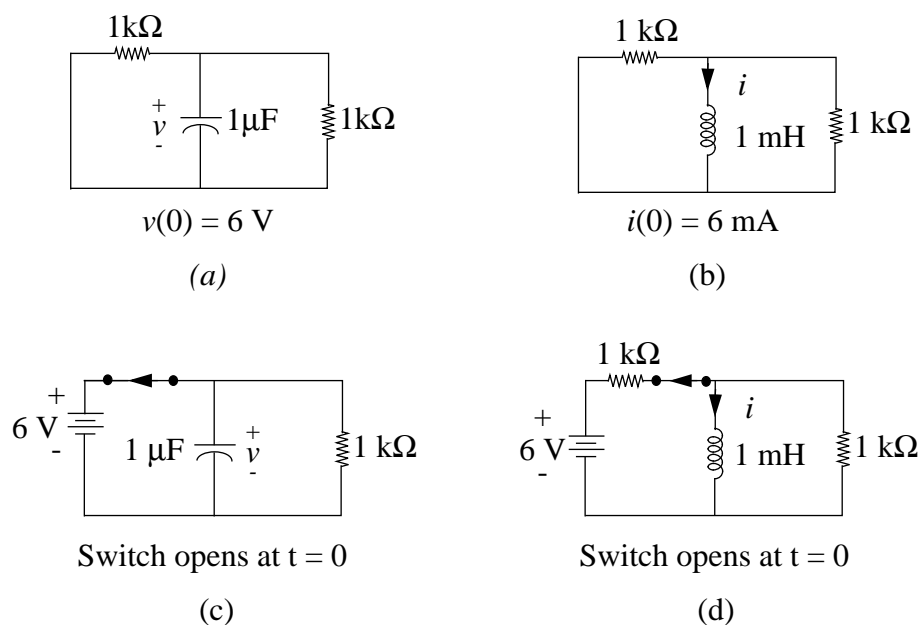 1kΩ
+
v
-
1μF
1kΩ
v(0) = 6 V
(a)
1 kΩ
i
1 mH
1 kΩ
i(0) = 6 mA
(b)
+
6 V
-
1 μF
+
v
-
1 kΩ
Switch opens at t = 0
(c)
1 kΩ
+
6 V
-
i
1 mH
1 kΩ
Switch opens at t = 0
(d)